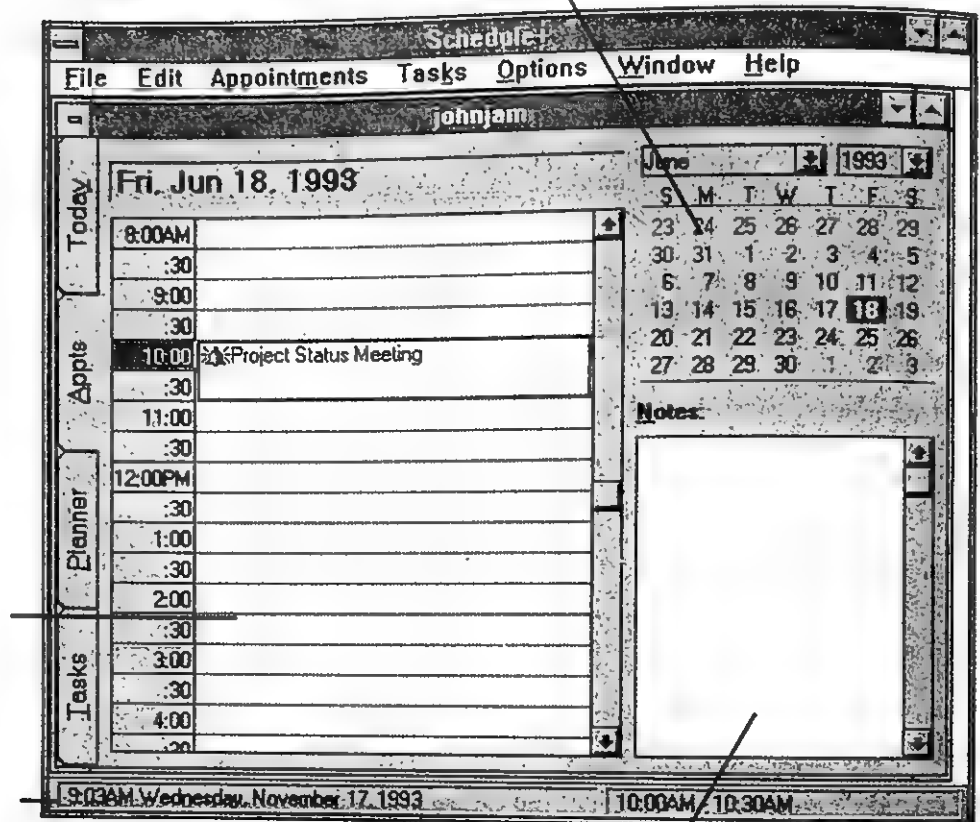 Schedule+
File Edit Appointments Tasks Options Window Help
johnjam
Today
Appts
Planner
Tasks
Fri, Jun 18, 1993
8:00AM
:30
9:00
:30
10:00 Project Status Meeting
:30
11:00
:30
12:00PM
:30
1:00
:30
2:00
:30
3:00
:30
4:00
:30
June 1993
S M T W T F S
23 24 25 26 27 28 29
30 31 1 2 3 4 5
6 7 8 9 10 11 12
13 14 15 16 17 18 19
20 21 22 23 24 25 26
27 28 29 30 1 2 3
Notes:
9:03AM Wednesday, November 17, 1993 10:00AM - 10:30AM